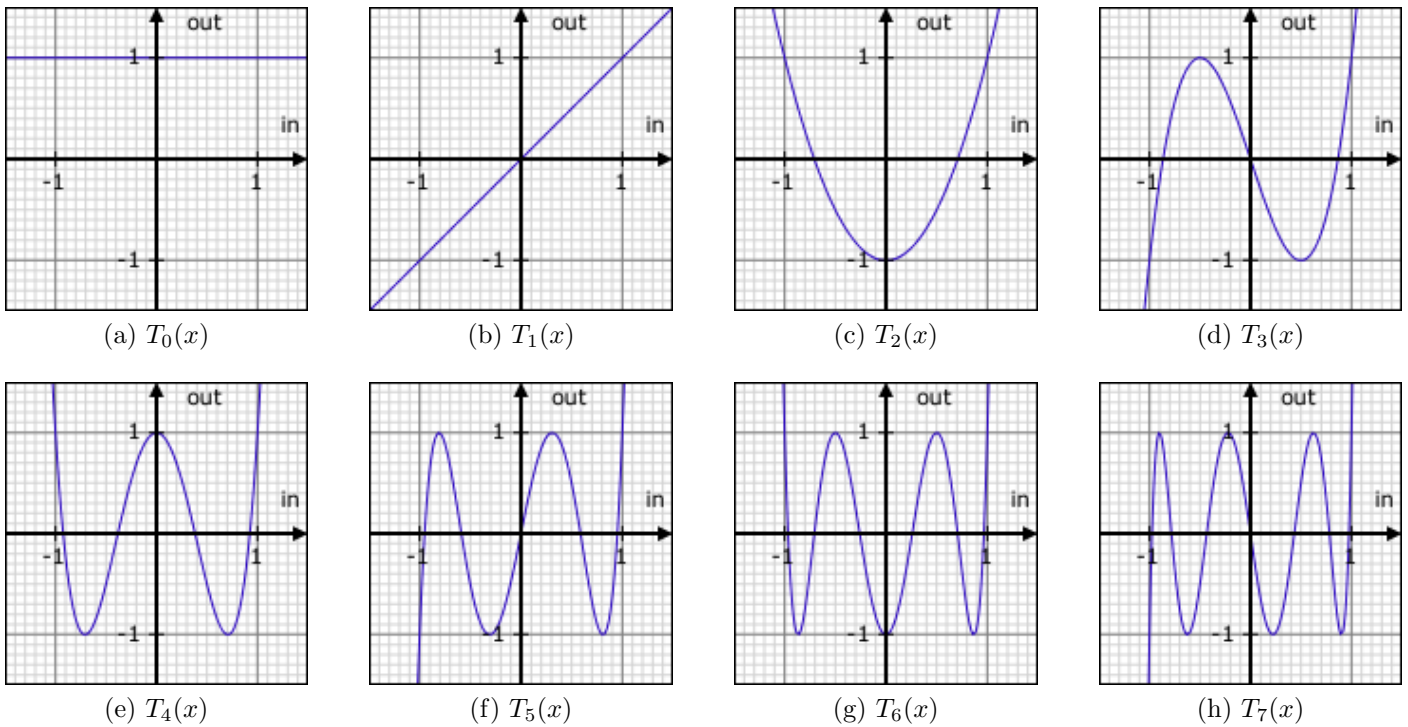 out out out out
1 1 1 1
in in in in
-1 1 -1 1 -1 1 -1 1
-1 -1 -1 -1
(a) T₀(x) (b) T₁(x) (c) T₂(x) (d) T₃(x)
out out out out
1 1 1 1
in in in in
-1 1 -1 1 -1 1 -1 1
-1 -1 -1 -1
(e) T₄(x) (f) T₅(x) (g) T₆(x) (h) T₇(x)